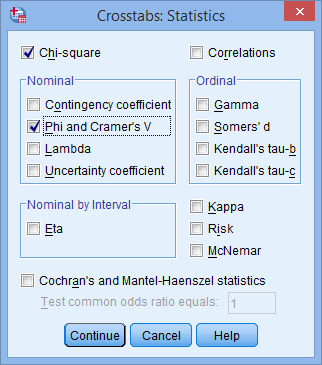 Crosstabs: Statistics
Chi-square
Correlations
Nominal
Contingency coefficient
Phi and Cramer's V
Lambda
Uncertainty coefficient
Ordinal
Gamma
Somers' d
Kendall's tau-b
Kendall's tau-c
Nominal by Interval
Eta
Kappa
Risk
McNemar
Cochran's and Mantel-Haenszel statistics
Test common odds ratio equals: 1
Continue Cancel Help